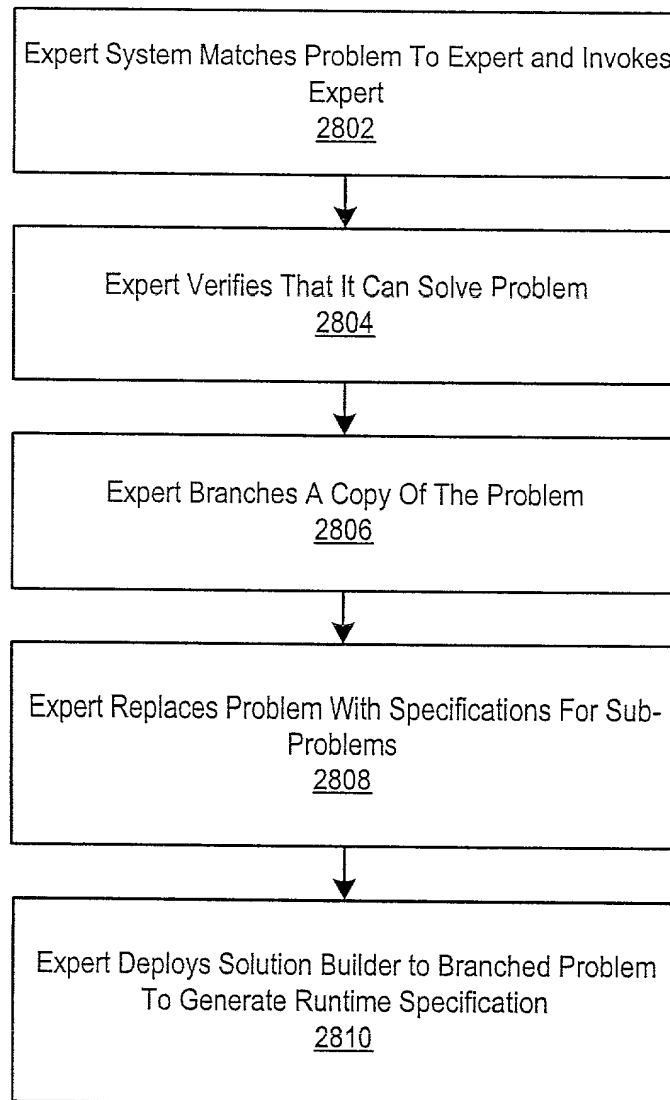 Expert System Matches Problem To Expert and Invokes
Expert
2802
Expert Verifies That It Can Solve Problem
2804
Expert Branches A Copy Of The Problem
2806
Expert Replaces Problem With Specifications For Sub-
Problems
2808
Expert Deploys Solution Builder to Branched Problem
To Generate Runtime Specification
2810